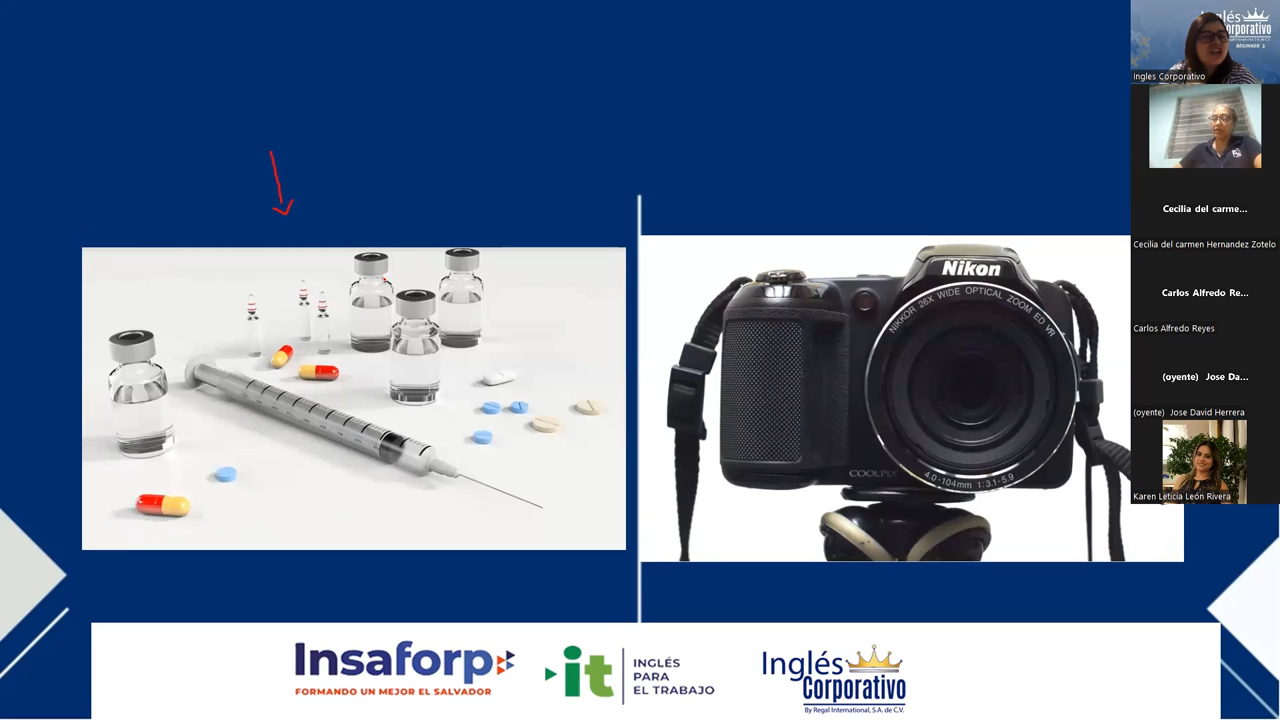 Inglés
Corporativo
BEGINNER 3
Ingles Corporativo
Cecilia del carme...
Cecilia del carmen Hernandez Zotelo
Carlos Alfredo Re...
Carlos Alfredo Reyes
(oyente) Jose Da...
(oyente) Jose David Herrera
Karen Leticia León Rivera
Nikon
NIKKOR 26X WIDE OPTICAL ZOOM ED VR
COOLPIX
4.0-104mm 1:3.1-5.9
Insaforp
FORMANDO UN MEJOR EL SALVADOR
it
INGLÉS
PARA
EL TRABAJO
Inglés
Corporativo
By Regal International, S.A. de C.V.